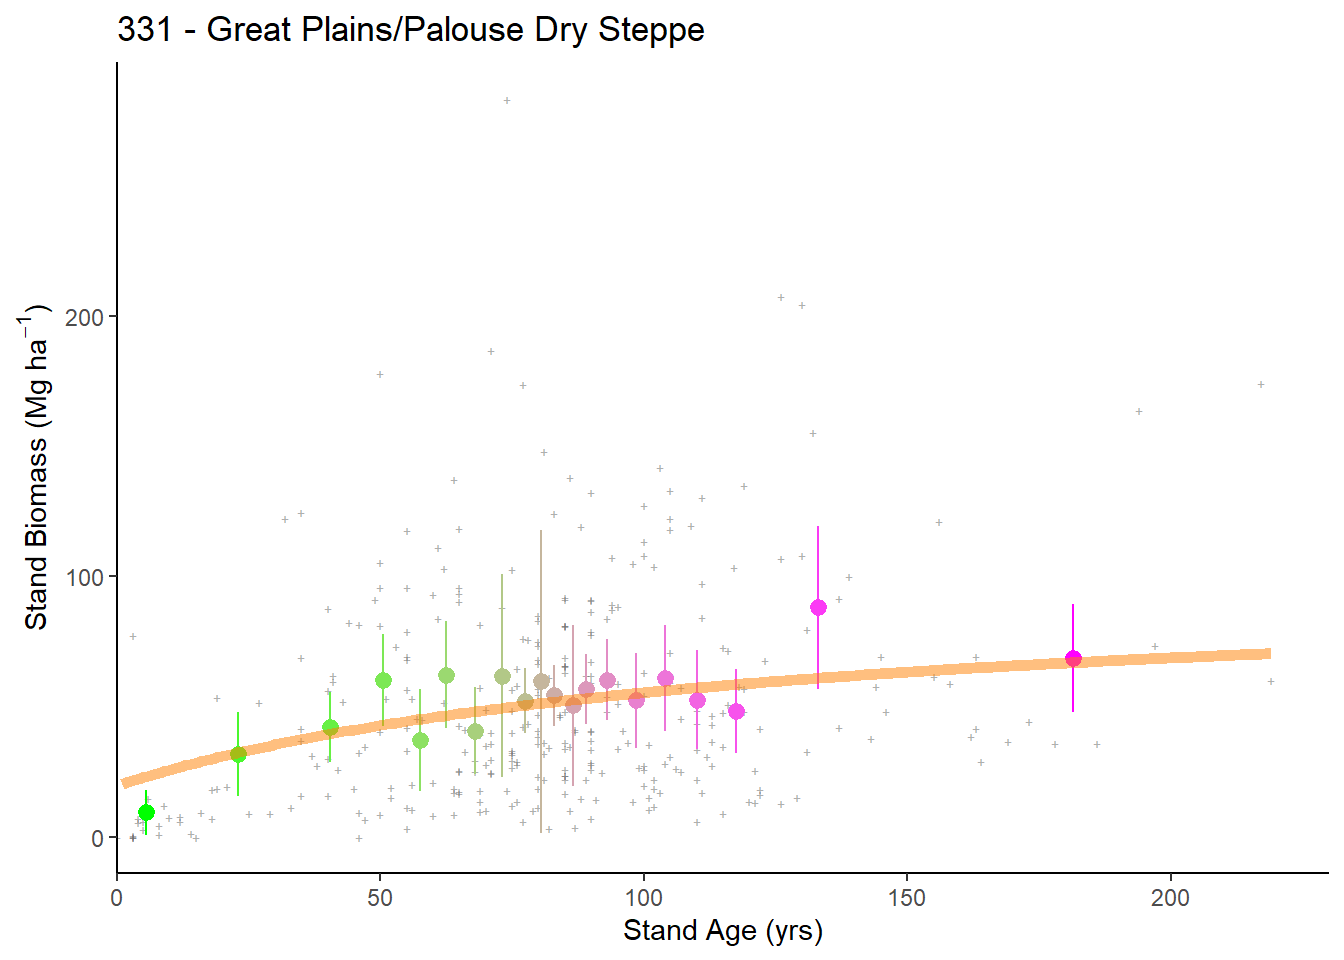 331 - Great Plains/Palouse Dry Steppe
Stand Biomass (Mg ha⁻¹)
200
100
0
0 50 100 150 200
Stand Age (yrs)